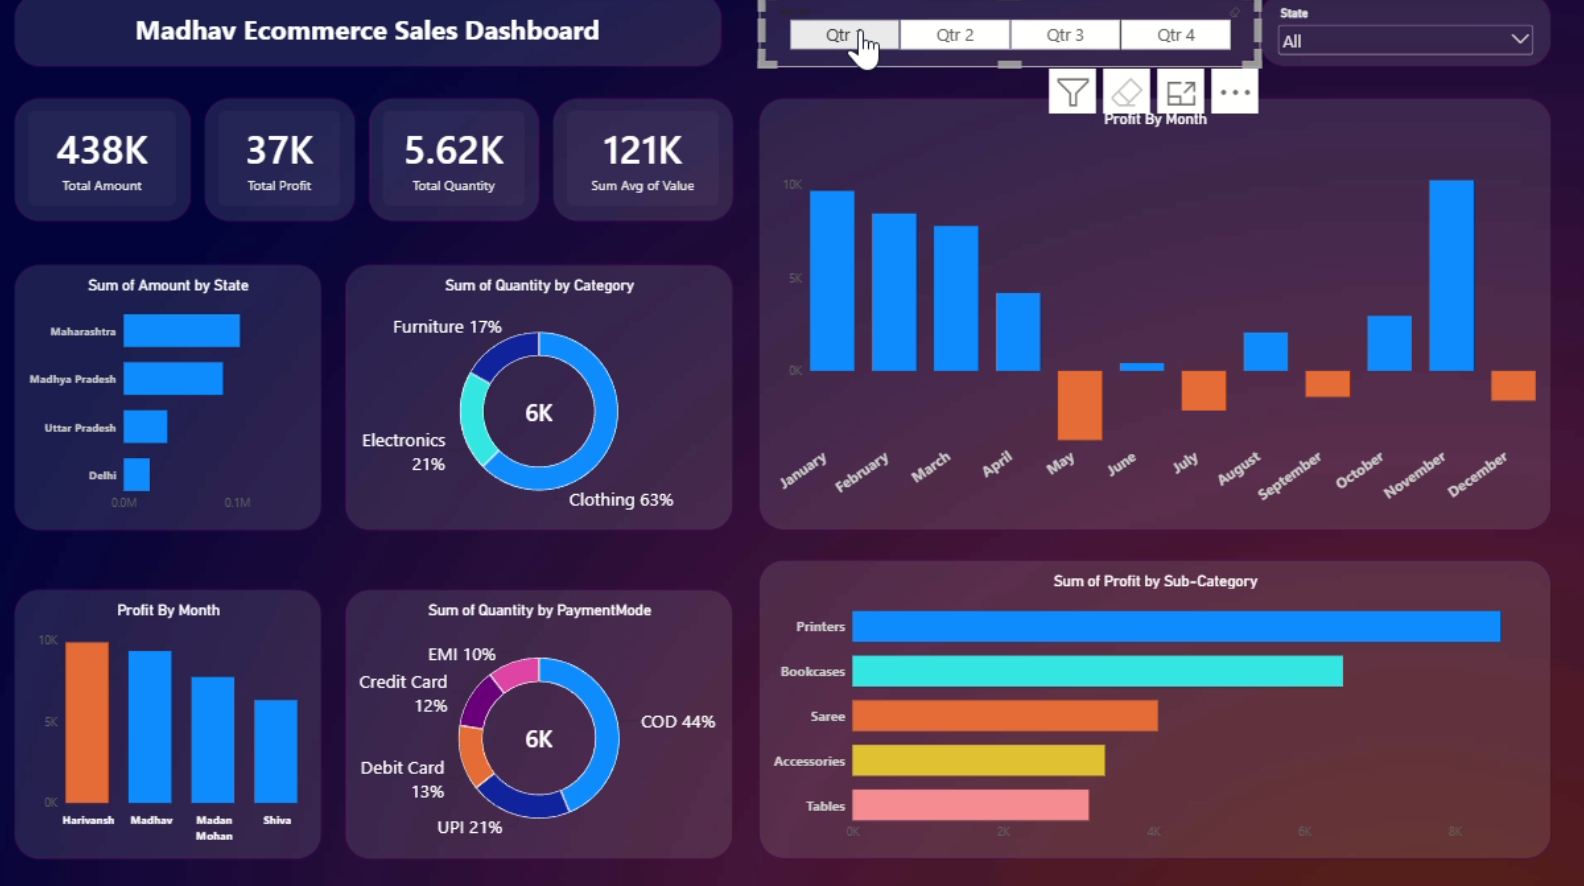 Madhav Ecommerce Sales Dashboard
Qtr
Qtr 2
Qtr 3
Qtr 4
State
All
438K
Total Amount
37K
Total Profit
5.62K
Total Quantity
121K
Sum Avg of Value
Profit By Month
10K
5K
0K
January
February
March
April
May
June
July
August
September
October
November
December
Sum of Amount by State
Maharashtra
Madhya Pradesh
Uttar Pradesh
Delhi
0.0M
0.1M
Sum of Quantity by Category
Furniture 17%
6K
Electronics
21%
Clothing 63%
Profit By Month
10K
5K
0K
Harivansh
Madhav
Madan
Mohan
Shiva
Sum of Quantity by PaymentMode
EMI 10%
Credit Card
12%
COD 44%
6K
Debit Card
13%
UPI 21%
Sum of Profit by Sub-Category
Printers
Bookcases
Saree
Accessories
Tables
0K
2K
4K
6K
8K